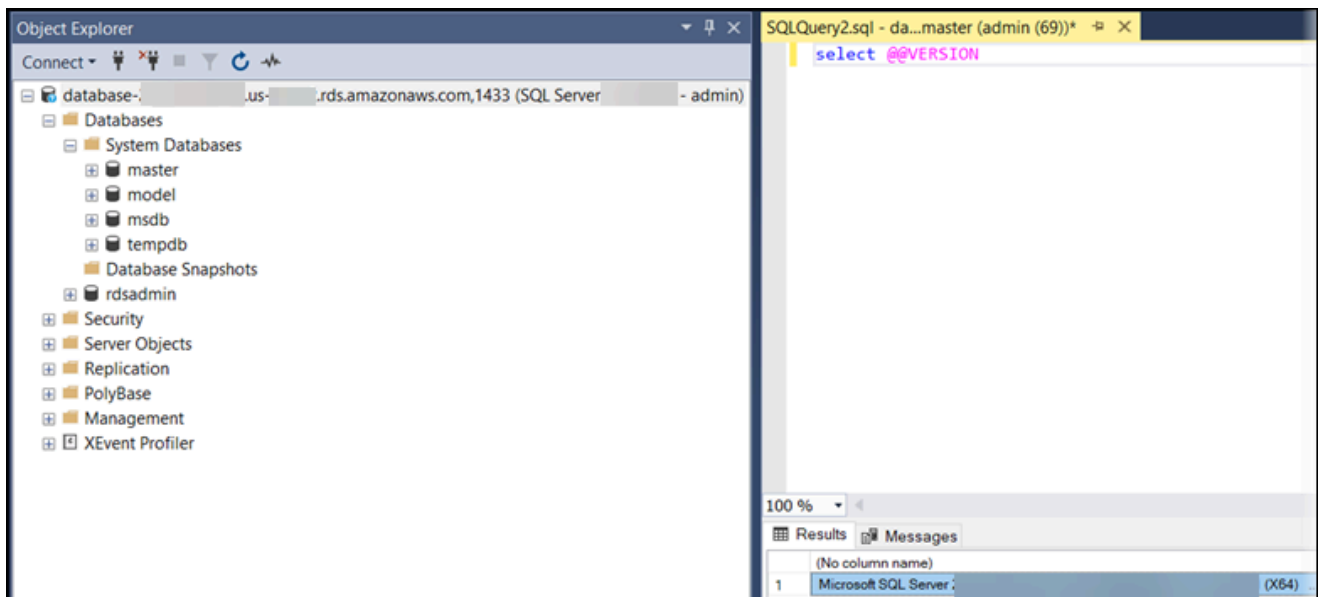 Object Explorer
Connect
database- .us- .rds.amazonaws.com,1433 (SQL Server - admin)
Databases
System Databases
master
model
msdb
tempdb
Database Snapshots
rdsadmin
Security
Server Objects
Replication
PolyBase
Management
XEvent Profiler
SQLQuery2.sql - da...master (admin (69))*
select @@VERSION
100 %
Results Messages
(No column name)
1 Microsoft SQL Server (X64)